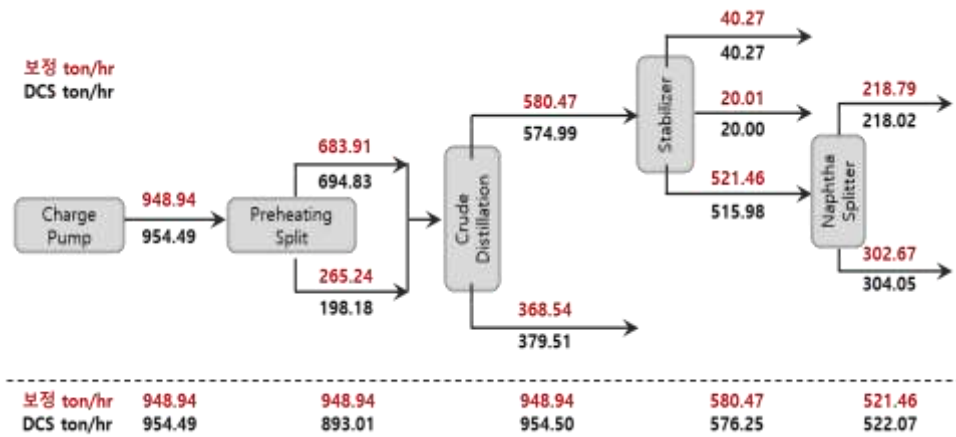 보정 ton/hr
DCS ton/hr
Charge
Pump
948.94
954.49
Preheating
Split
683.91
694.83
265.24
198.18
Crude
Distillation
580.47
574.99
368.54
379.51
Stabilizer
40.27
40.27
20.01
20.00
521.46
515.98
Naphtha
Splitter
218.79
218.02
302.67
304.05
보정 ton/hr 948.94 948.94 948.94 580.47 521.46
DCS ton/hr 954.49 893.01 954.50 576.25 522.07